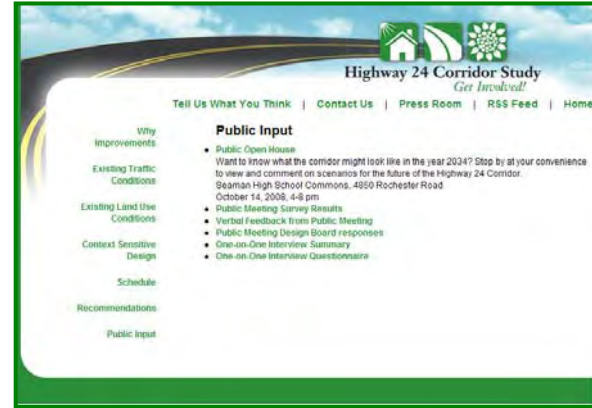 Highway 24 Corridor Study
Get Involved!
Tell Us What You Think | Contact Us | Press Room | RSS Feed | Home
Why
Improvements
Existing Traffic
Conditions
Existing Land Use
Conditions
Context Sensitive
Design
Schedule
Recommendations
Public Input
Public Input
• Public Open House
Want to know what the corridor might look like in the year 2034? Stop by at your convenience
to view and comment on scenarios for the future of the Highway 24 Corridor.
Seaman High School Commons, 4850 Rochester Road
October 14, 2008, 4-8 pm
• Public Meeting Survey Results
• Verbal Feedback from Public Meeting
• Public Meeting Design Board responses
• One-on-One Interview Summary
• One-on-One Interview Questionnaire